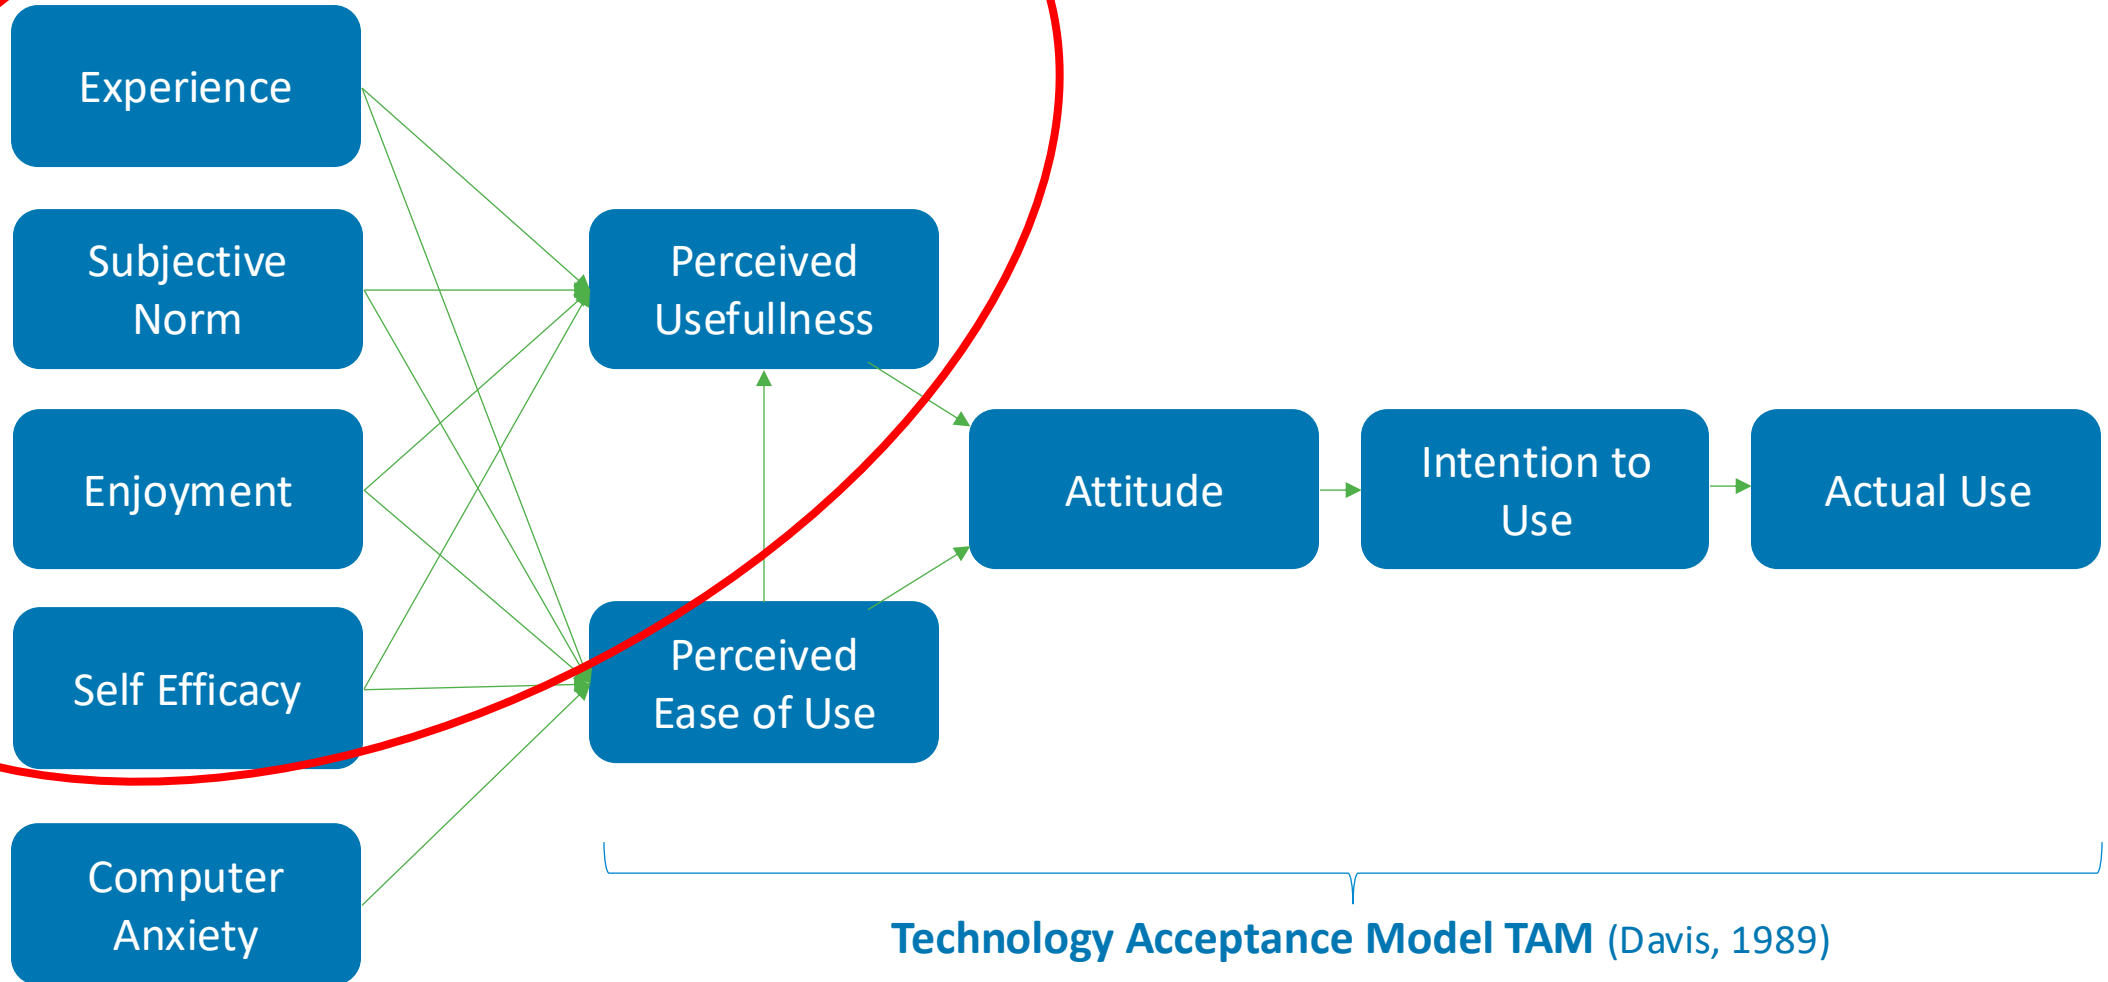 Experience
Subjective
Norm
Enjoyment
Self Efficacy
Computer
Anxiety
Perceived
Usefullness
Perceived
Ease of Use
Attitude
Intention to
Use
Actual Use
Technology Acceptance Model TAM (Davis, 1989)